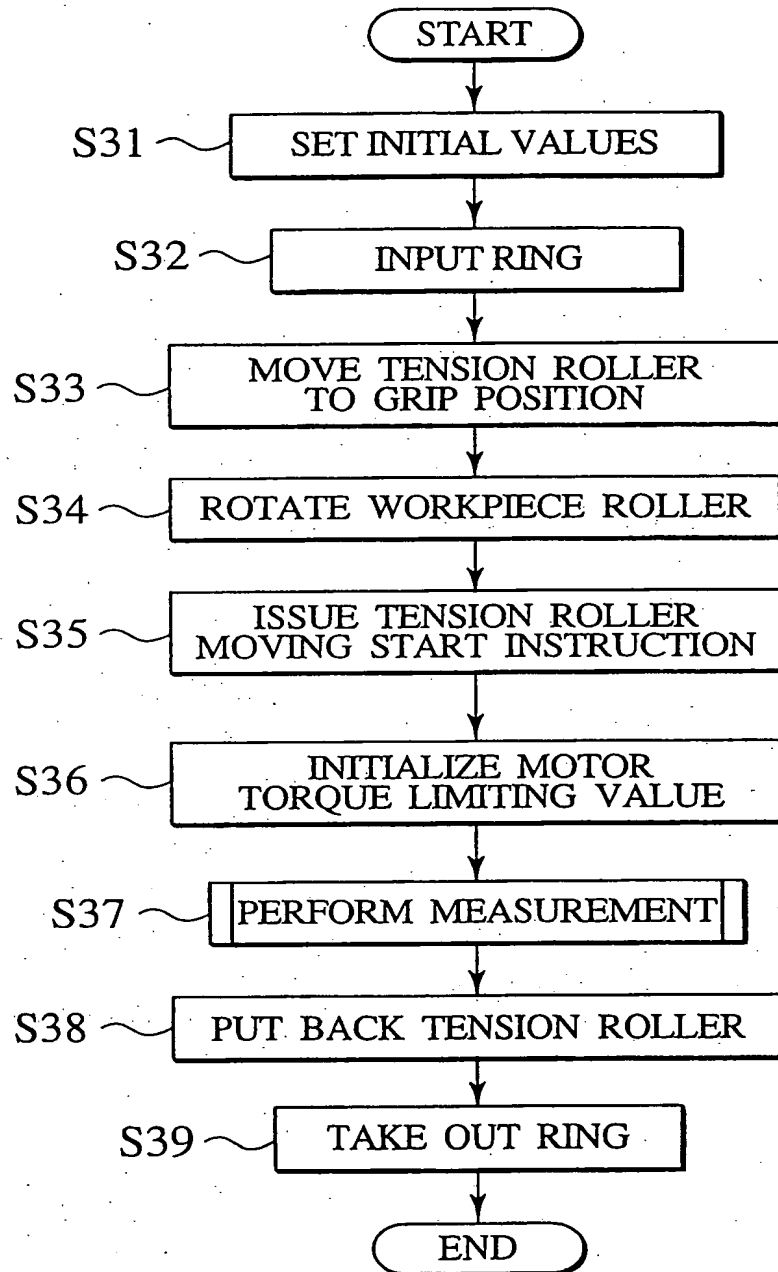 START
S31
SET INITIAL VALUES
S32
INPUT RING
S33
MOVE TENSION ROLLER
TO GRIP POSITION
S34
ROTATE WORKPIECE ROLLER
S35
ISSUE TENSION ROLLER
MOVING START INSTRUCTION
S36
INITIALIZE MOTOR
TORQUE LIMITING VALUE
S37
PERFORM MEASUREMENT
S38
PUT BACK TENSION ROLLER
S39
TAKE OUT RING
END